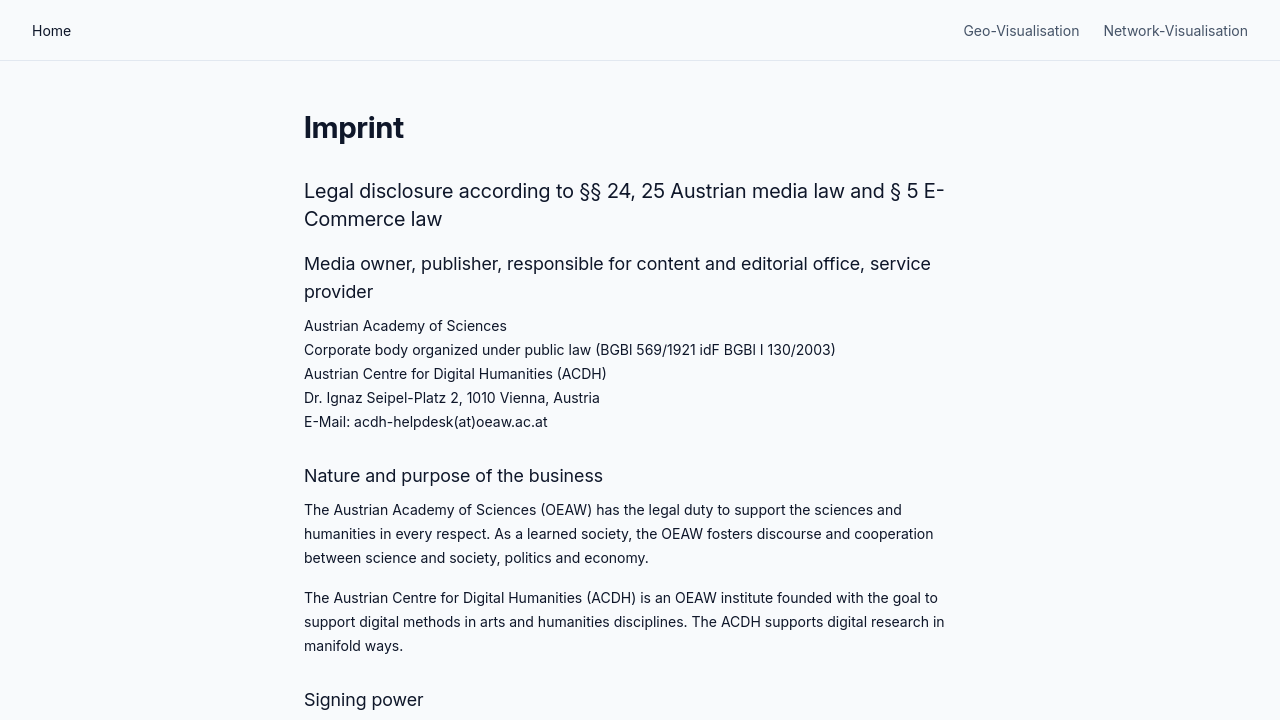 Home
Geo-Visualisation
Network-Visualisation
Imprint
Legal disclosure according to §§ 24, 25 Austrian media law and § 5 E-
Commerce law
Media owner, publisher, responsible for content and editorial office, service
provider
Austrian Academy of Sciences
Corporate body organized under public law (BGBl 569/1921 idF BGBl I 130/2003)
Austrian Centre for Digital Humanities (ACDH)
Dr. Ignaz Seipel-Platz 2, 1010 Vienna, Austria
E-Mail: acdh-helpdesk(at)oeaw.ac.at
Nature and purpose of the business
The Austrian Academy of Sciences (OEAW) has the legal duty to support the sciences and
humanities in every respect. As a learned society, the OEAW fosters discourse and cooperation
between science and society, politics and economy.
The Austrian Centre for Digital Humanities (ACDH) is an OEAW institute founded with the goal to
support digital methods in arts and humanities disciplines. The ACDH supports digital research in
manifold ways.
Signing power